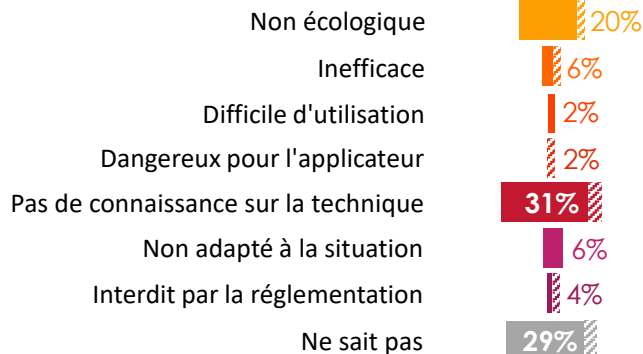 Non écologique 20%
Inefficace 6%
Difficile d'utilisation 2%
Dangereux pour l'applicateur 2%
Pas de connaissance sur la technique 31%
Non adapté à la situation 6%
Interdit par la réglementation 4%
Ne sait pas 29%